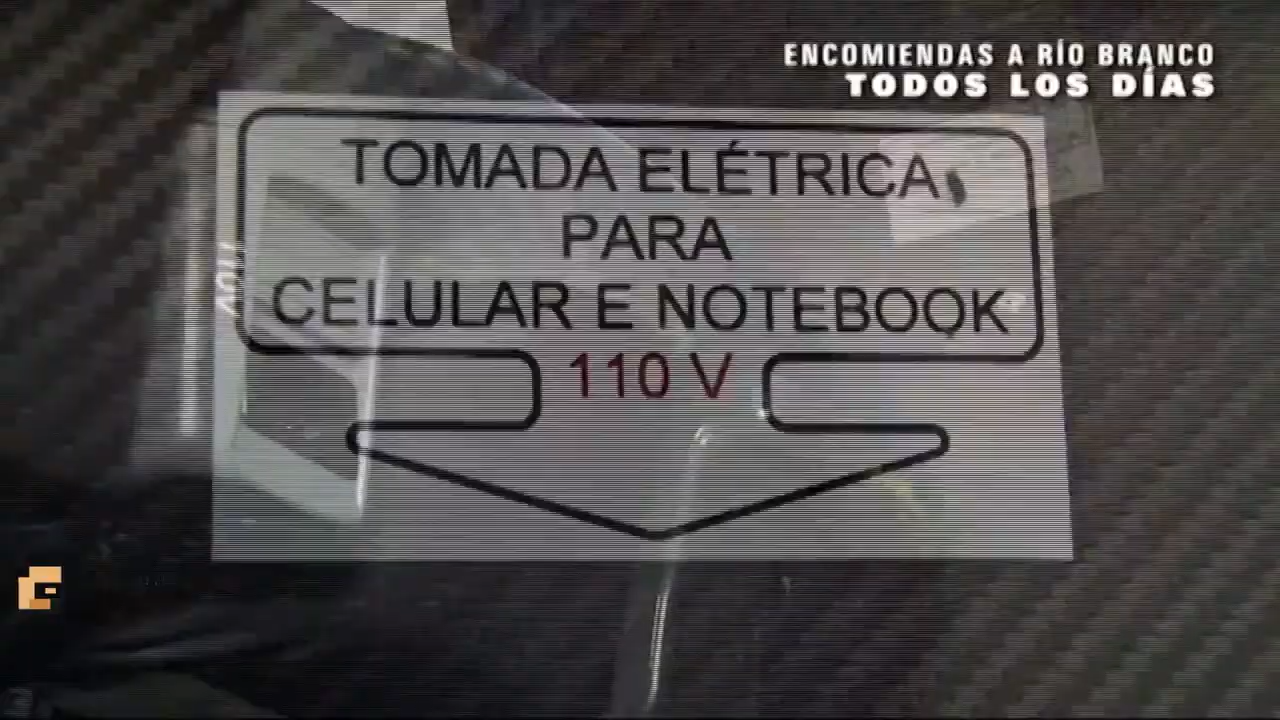 ENCOMIENDAS A RÍO BRANCO
TODOS LOS DÍAS
TOMADA ELÉTRICA
PARA
CELULAR E NOTEBOOK
110 V